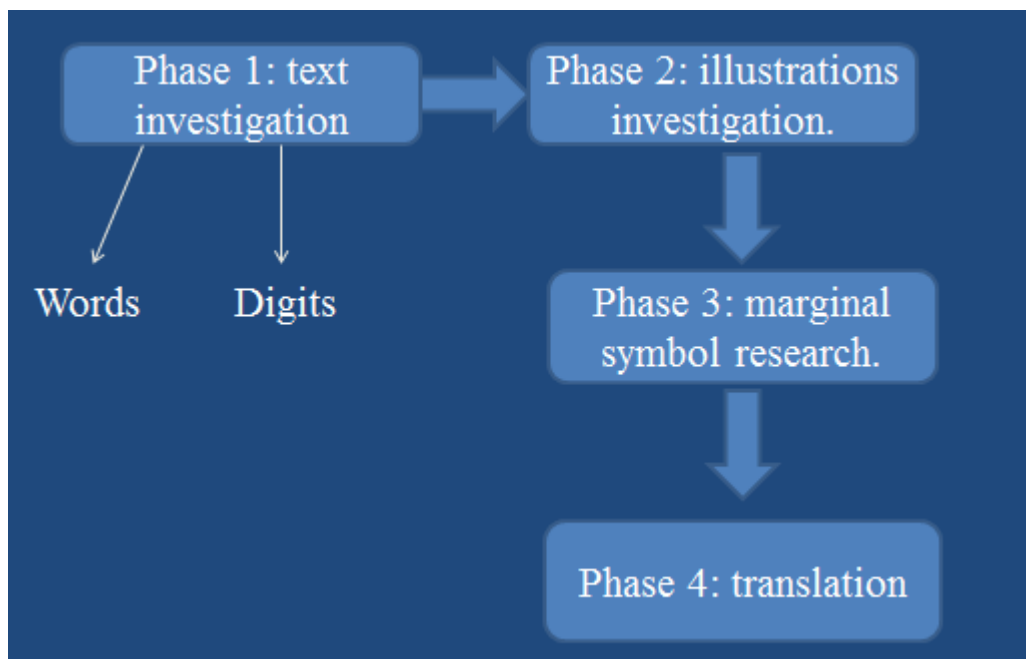 Phase 1: text
investigation
Phase 2: illustrations
investigation.
Words
Digits
Phase 3: marginal
symbol research.
Phase 4: translation